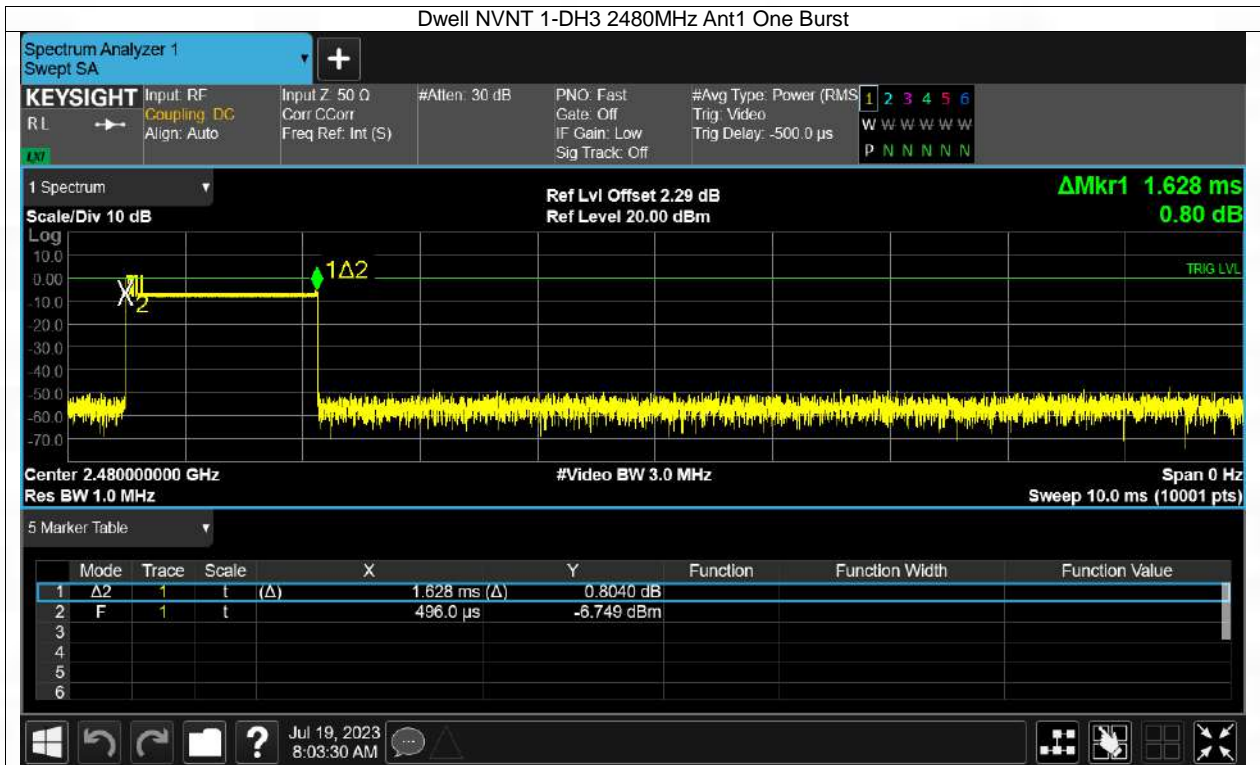 Dwell NVNT 1-DH3 2480MHz Ant1 One Burst
Spectrum Analyzer 1
Swept SA
+
KEYSIGHT Input: RF Input Z: 50 Ω #Atten: 30 dB PNO: Fast #Avg Type: Power (RMS 1 2 3 4 5 6
RL Coupling: DC Corr CCorr Gate: Off Trig: Video W W W W W W
Align: Auto Freq Ref: Int (S) IF Gain: Low Trig Delay: -500.0 µs P N N N N N
LXI Sig Track: Off
1 Spectrum Ref Lvl Offset 2.29 dB ΔMkr1 1.628 ms
Scale/Div 10 dB Ref Level 20.00 dBm 0.80 dB
Log
10.0
0.00 1Δ2 TRIG LVL
-10.0 X 2
-20.0
-30.0
-40.0
-50.0
-60.0
-70.0
Center 2.480000000 GHz #Video BW 3.0 MHz Span 0 Hz
Res BW 1.0 MHz Sweep 10.0 ms (10001 pts)
5 Marker Table
Mode Trace Scale X Y Function Function Width Function Value
1 Δ2 1 t (Δ) 1.628 ms (Δ) 0.8040 dB
2 F 1 t 496.0 µs -6.749 dBm
3
4
5
6
? Jul 19, 2023
8:03:30 AM